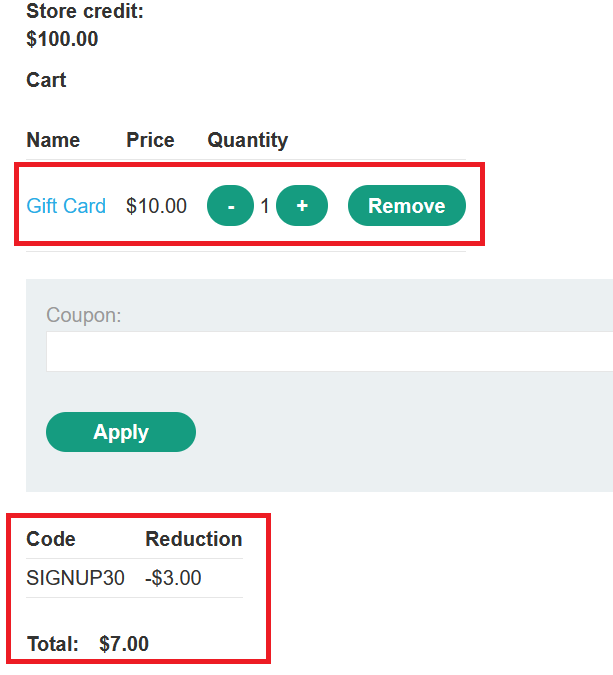 Store credit:
$100.00
Cart
Name Price Quantity
Gift Card $10.00 - 1 + Remove
Coupon:
Apply
Code Reduction
SIGNUP30 -$3.00
Total: $7.00